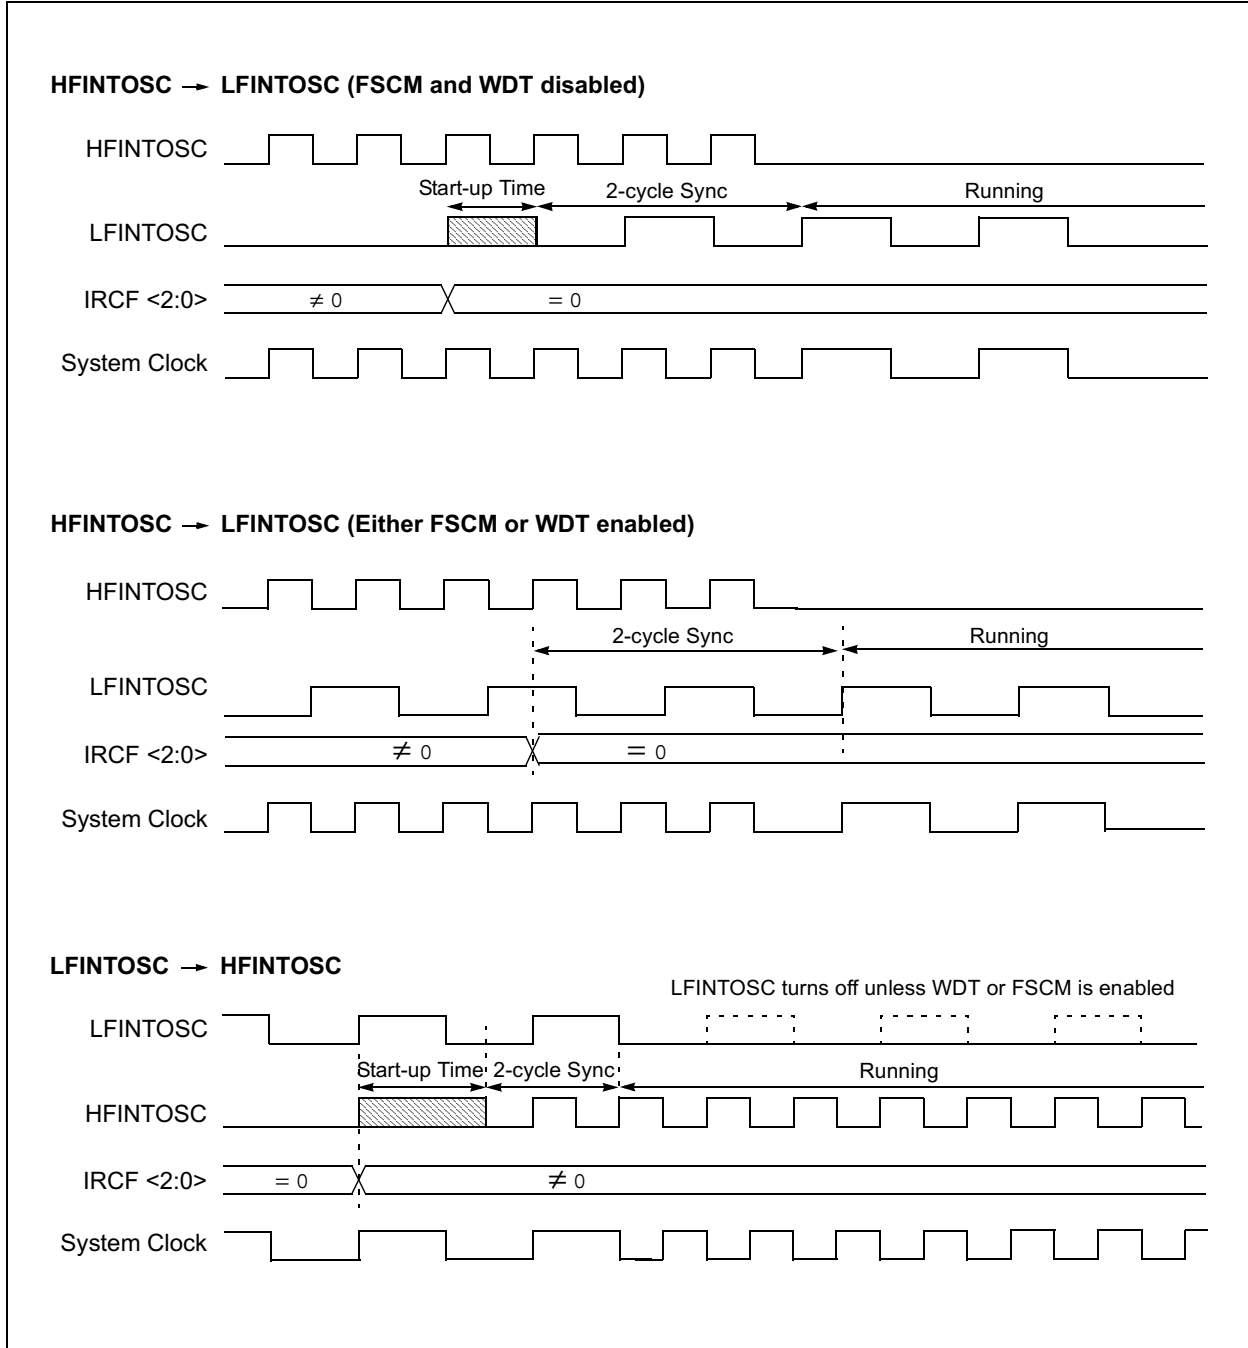 HFINTOSC → LFINTOSC (FSCM and WDT disabled)
HFINTOSC
Start-up Time 2-cycle Sync Running
LFINTOSC
IRCF <2:0> ≠ 0 = 0
System Clock
HFINTOSC → LFINTOSC (Either FSCM or WDT enabled)
HFINTOSC
2-cycle Sync Running
LFINTOSC
IRCF <2:0> ≠ 0 = 0
System Clock
LFINTOSC → HFINTOSC
LFINTOSC turns off unless WDT or FSCM is enabled
LFINTOSC
Start-up Time 2-cycle Sync Running
HFINTOSC
IRCF <2:0> = 0 ≠ 0
System Clock